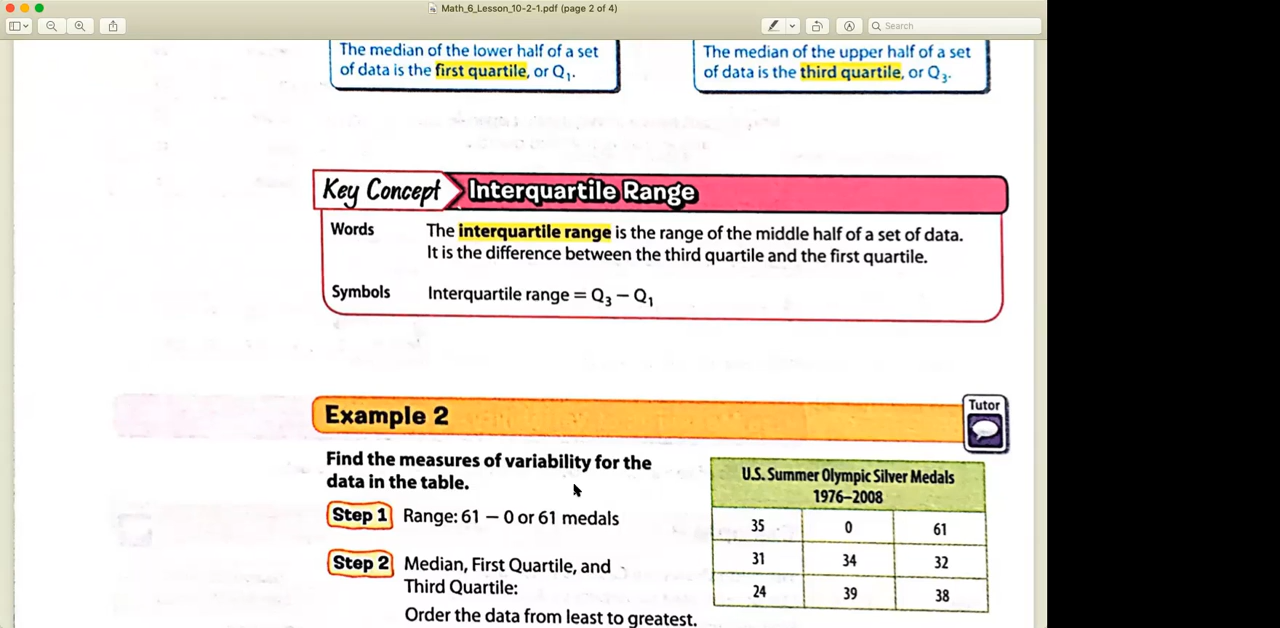 Math_6_Lesson_10-2-1.pdf (page 2 of 4)
Search
The median of the lower half of a set
of data is the first quartile, or Q₁.
The median of the upper half of a set
of data is the third quartile, or Q₃.
Key Concept Interquartile Range
Words The interquartile range is the range of the middle half of a set of data.
It is the difference between the third quartile and the first quartile.
Symbols Interquartile range = Q₃ − Q₁
Example 2
Tutor
Find the measures of variability for the
data in the table.
Step 1 Range: 61 − 0 or 61 medals
Step 2 Median, First Quartile, and
Third Quartile:
Order the data from least to greatest.
U.S. Summer Olympic Silver Medals
1976–2008
35 0 61
31 34 32
24 39 38